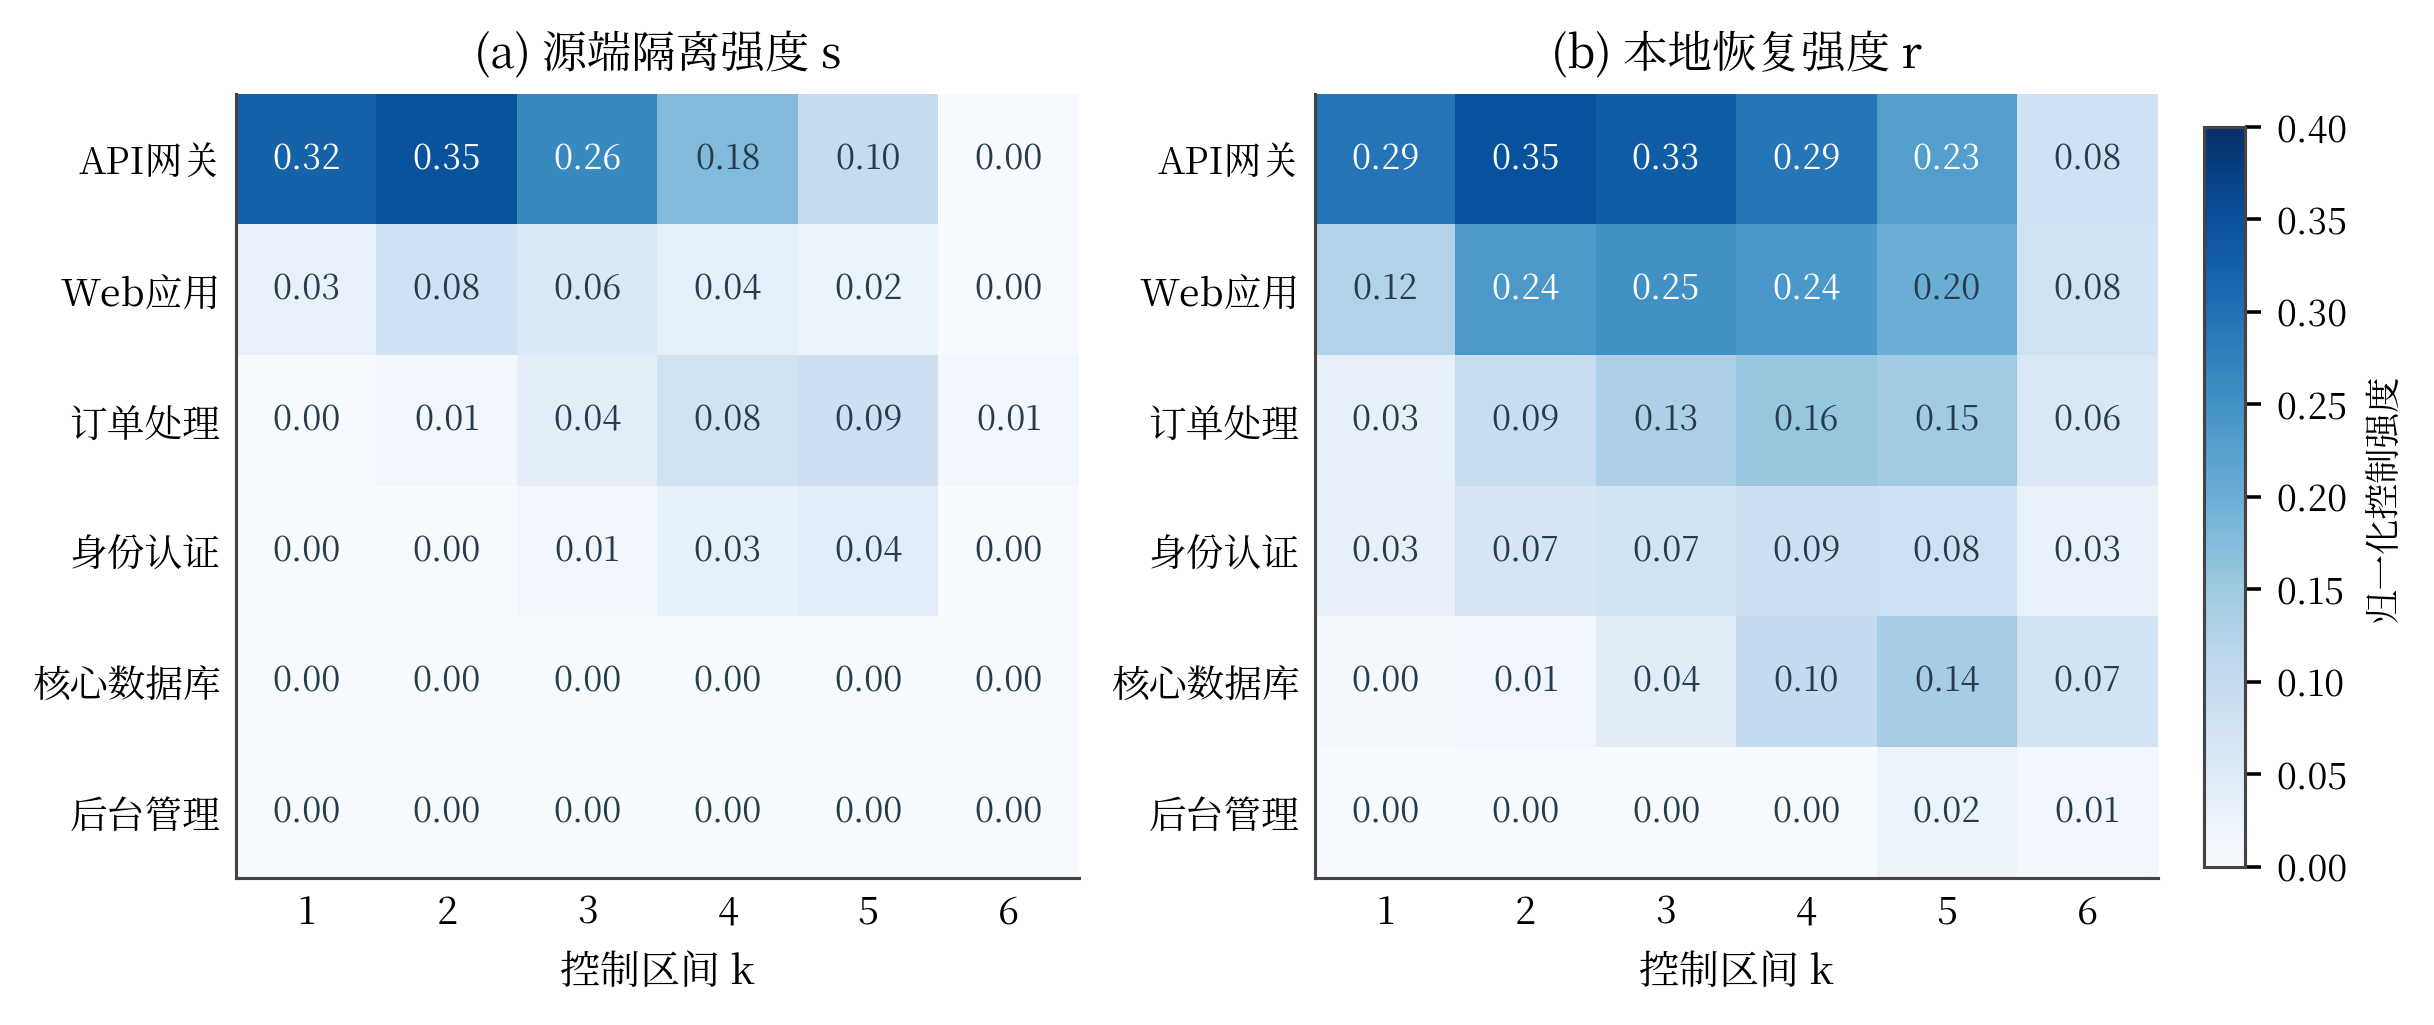 (a) 源端隔离强度 s
API网关 0.32 0.35 0.26 0.18 0.10 0.00
Web应用 0.03 0.08 0.06 0.04 0.02 0.00
订单处理 0.00 0.01 0.04 0.08 0.09 0.01
身份认证 0.00 0.00 0.01 0.03 0.04 0.00
核心数据库 0.00 0.00 0.00 0.00 0.00 0.00
后台管理 0.00 0.00 0.00 0.00 0.00 0.00
1 2 3 4 5 6
控制区间 k
(b) 本地恢复强度 r
API网关 0.29 0.35 0.33 0.29 0.23 0.08
Web应用 0.12 0.24 0.25 0.24 0.20 0.08
订单处理 0.03 0.09 0.13 0.16 0.15 0.06
身份认证 0.03 0.07 0.07 0.09 0.08 0.03
核心数据库 0.00 0.01 0.04 0.10 0.14 0.07
后台管理 0.00 0.00 0.00 0.00 0.02 0.01
1 2 3 4 5 6
控制区间 k
0.40
0.35
0.30
0.25
0.20
0.15
0.10
0.05
0.00
归一化控制强度